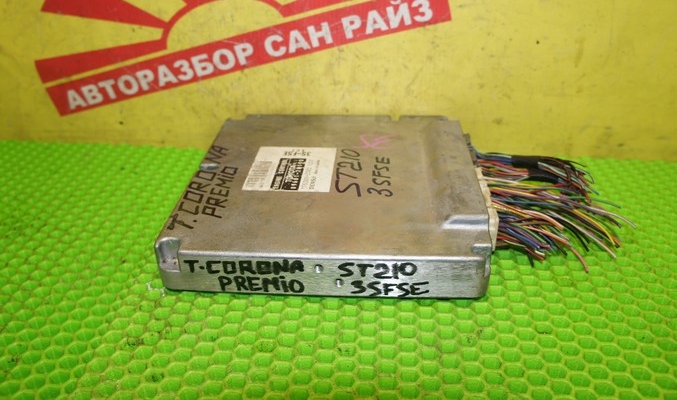 АВТОРАЗБОР САН РАЙЗ
T.CORONA
PREMIO
ST210
3SFSE
T.CORONA ST210
PREMIO 3SFSE